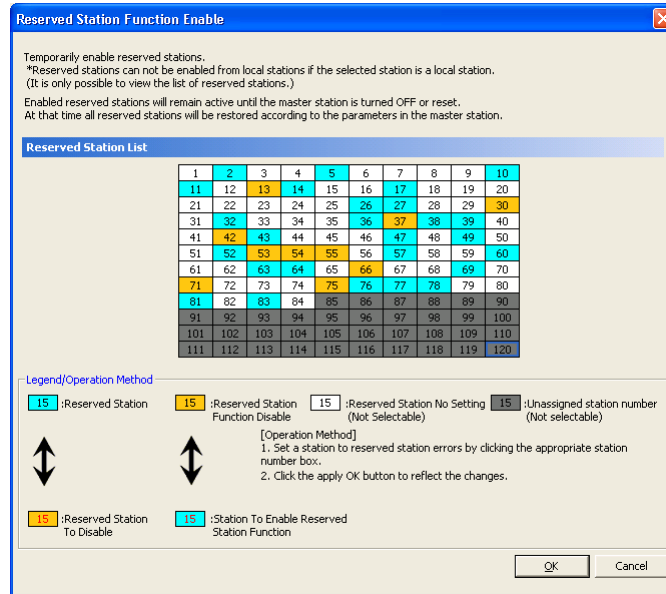 Reserved Station Function Enable
Temporarily enable reserved stations.
*Reserved stations can not be enabled from local stations if the selected station is a local station.
(It is only possible to view the list of reserved stations.)
Enabled reserved stations will remain active until the master station is turned OFF or reset.
At that time all reserved stations will be restored according to the parameters in the master station.
Reserved Station List
1 2 3 4 5 6 7 8 9 10
11 12 13 14 15 16 17 18 19 20
21 22 23 24 25 26 27 28 29 30
31 32 33 34 35 36 37 38 39 40
41 42 43 44 45 46 47 48 49 50
51 52 53 54 55 56 57 58 59 60
61 62 63 64 65 66 67 68 69 70
71 72 73 74 75 76 77 78 79 80
81 82 83 84 85 86 87 88 89 90
91 92 93 94 95 96 97 98 99 100
101 102 103 104 105 106 107 108 109 110
111 112 113 114 115 116 117 118 119 120
Legend/Operation Method
15 :Reserved Station
15 :Reserved Station
Function Disable
15 :Reserved Station No Setting
(Not Selectable)
15 :Unassigned station number
(Not selectable)
[Operation Method]
1. Set a station to reserved station errors by clicking the appropriate station
number box.
2. Click the apply OK button to reflect the changes.
15 :Reserved Station
To Disable
15 :Station To Enable Reserved
Station Function
OK
Cancel